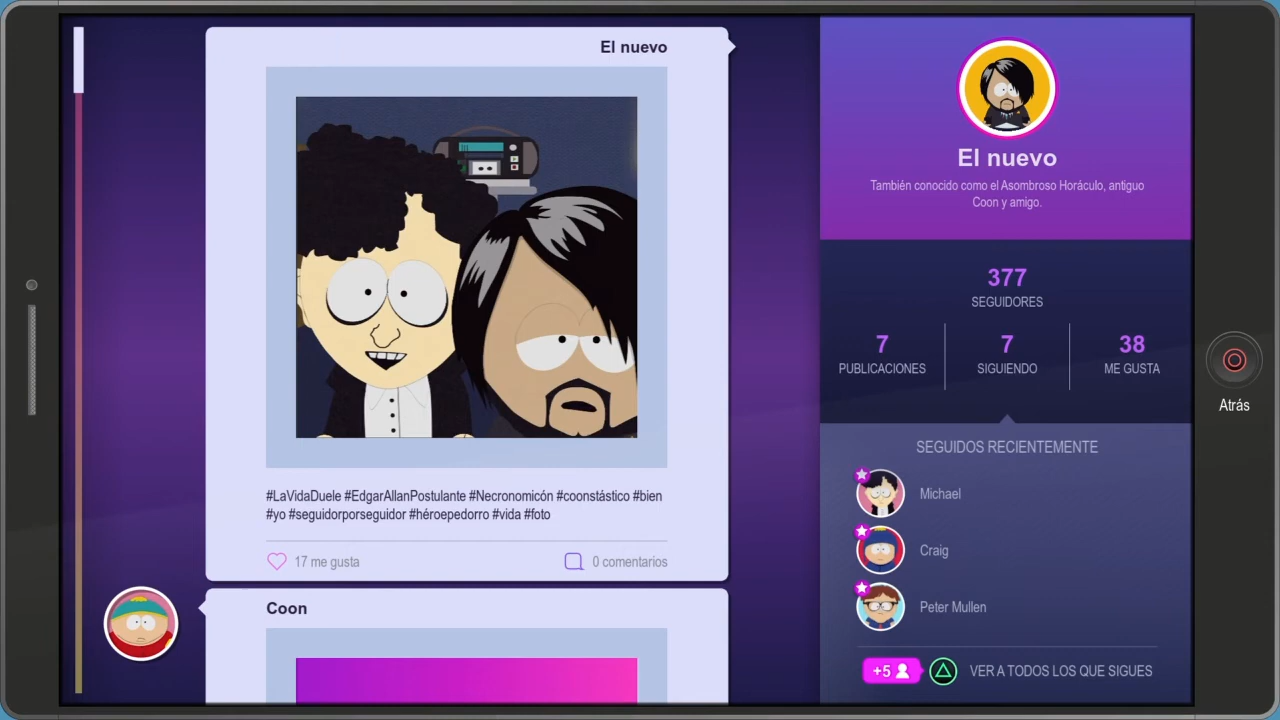 El nuevo
#LaVidaDuele #EdgarAllanPostulante #Necronomicón #coonstástico #bien
#yo #seguidorporseguidor #héroepedorro #vida #foto
17 me gusta
0 comentarios
Coon
El nuevo
También conocido como el Asombroso Horáculo, antiguo
Coon y amigo.
377
SEGUIDORES
7
PUBLICACIONES
7
SIGUIENDO
38
ME GUSTA
SEGUIDOS RECIENTEMENTE
Michael
Craig
Peter Mullen
+5
VER A TODOS LOS QUE SIGUES
Atrás